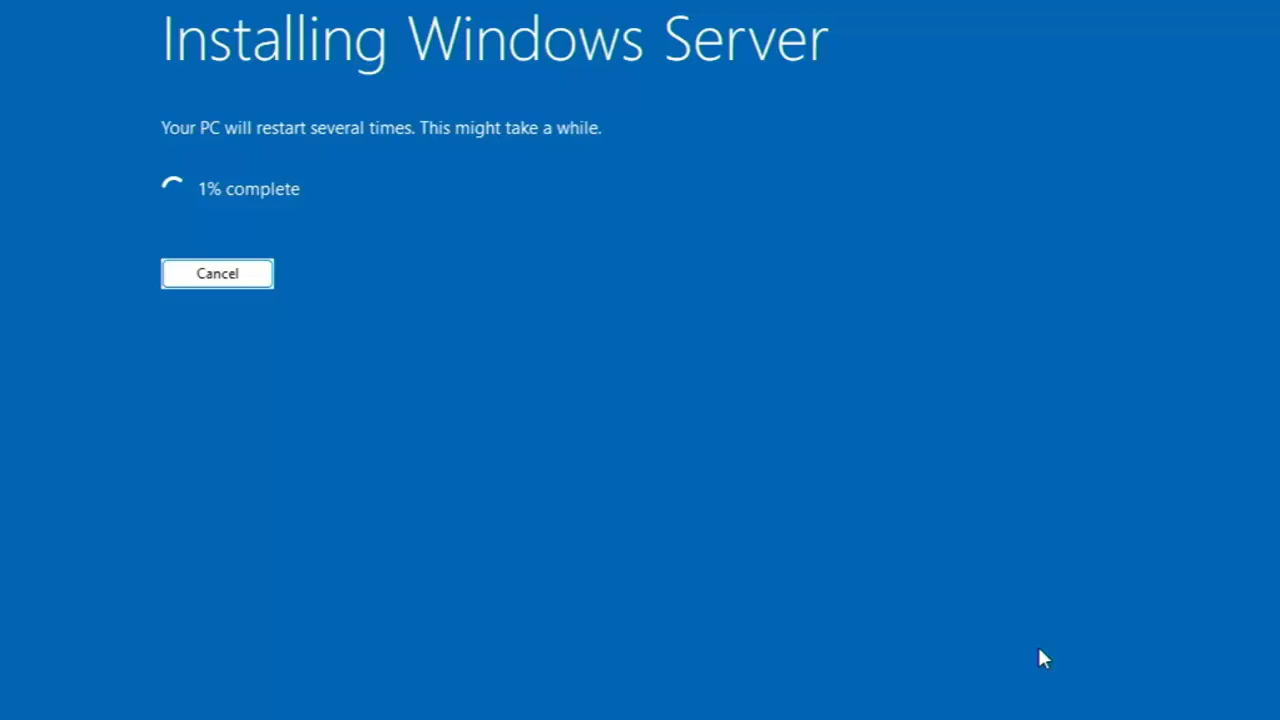 Installing Windows Server
Your PC will restart several times. This might take a while.
1% complete
Cancel